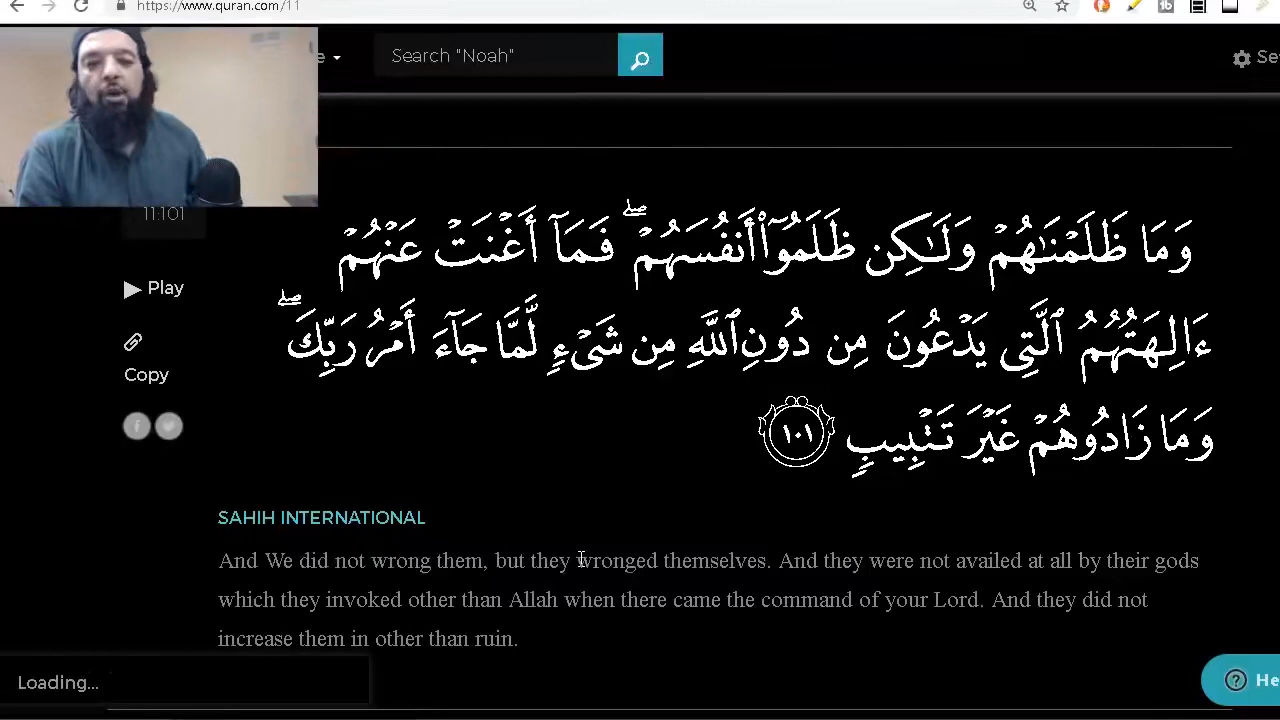 https://www.quran.com/11
e
Search "Noah"
Se
11:101
Play
Copy
وَمَا ظَلَمْنَٰهُمْ وَلَٰكِن ظَلَمُوٓا۟ أَنفُسَهُمْ ۖ فَمَآ أَغْنَتْ عَنْهُمْ
ءَالِهَتُهُمُ ٱلَّتِى يَدْعُونَ مِن دُونِ ٱللَّهِ مِن شَىْءٍ لَّمَّا جَآءَ أَمْرُ رَبِّكَ ۖ
وَمَا زَادُوهُمْ غَيْرَ تَتْبِيبٍ ١٠١
SAHIH INTERNATIONAL
And We did not wrong them, but they wronged themselves. And they were not availed at all by their gods
which they invoked other than Allah when there came the command of your Lord. And they did not
increase them in other than ruin.
Loading...
He